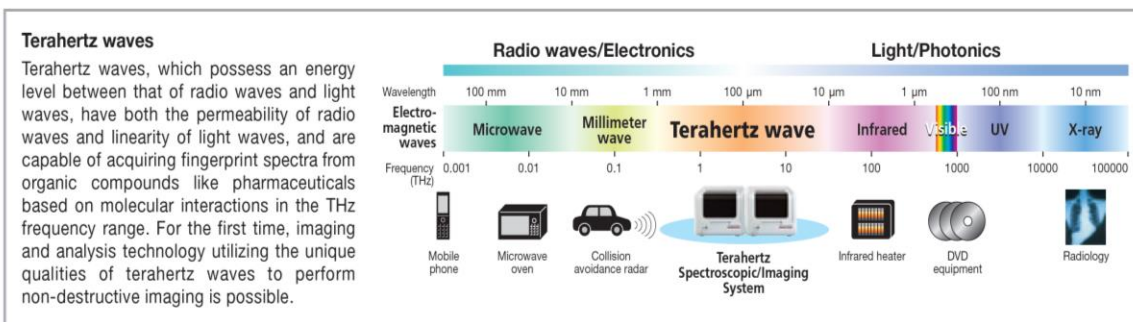 Terahertz waves
Terahertz waves, which possess an energy
level between that of radio waves and light
waves, have both the permeability of radio
waves and linearity of light waves, and are
capable of acquiring fingerprint spectra from
organic compounds like pharmaceuticals
based on molecular interactions in the THz
frequency range. For the first time, imaging
and analysis technology utilizing the unique
qualities of terahertz waves to perform
non-destructive imaging is possible.
Radio waves/Electronics Light/Photonics
Wavelength 100 mm 10 mm 1 mm 100 μm 10 μm 1 μm 100 nm 10 nm
Electro-
magnetic
waves
Microwave
Millimeter
wave
Terahertz wave
Infrared
Visible
UV
X-ray
Frequency
(THz)
0.001 0.01 0.1 1 10 100 1000 10000 100000
Mobile
phone
Microwave
oven
Collision
avoidance radar
Terahertz
Spectroscopic/Imaging
System
Infrared heater
DVD
equipment
Radiology